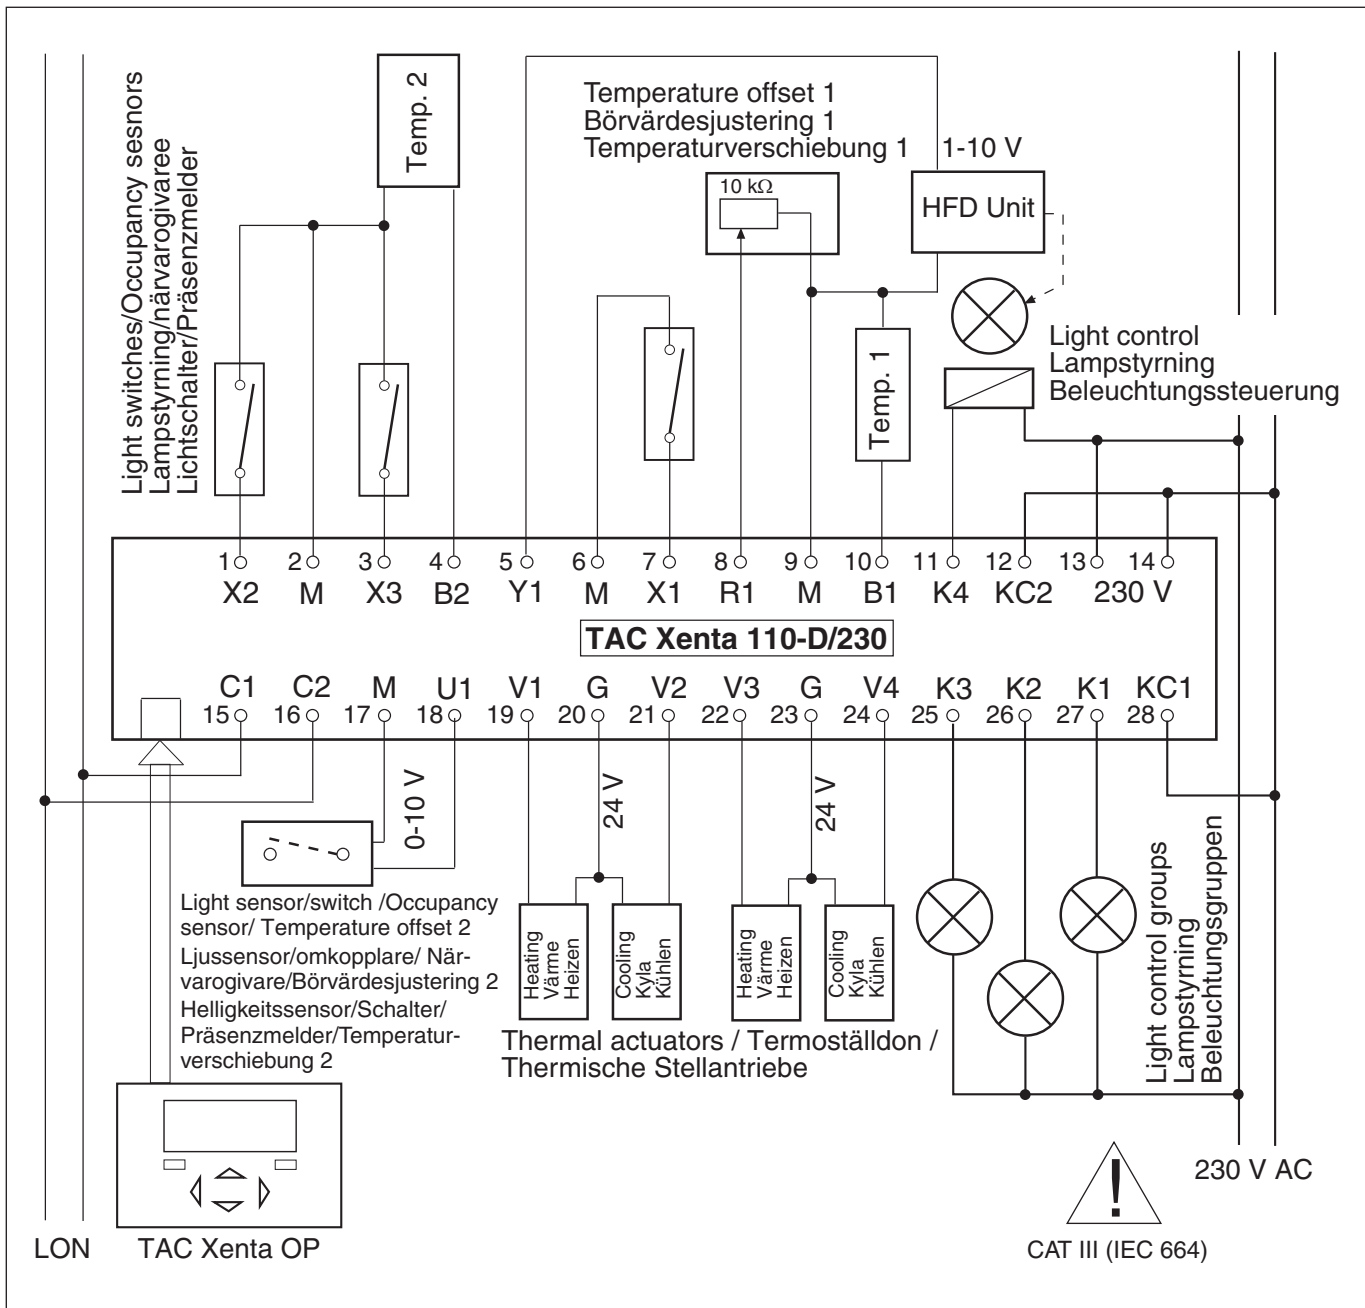 Light switches/Occupancy sesnors
Lampstyrning/närvarogivaree
Lichtschalter/Präsenzmelder
Temp. 2
Temperature offset 1
Börvärdesjustering 1
Temperaturverschiebung 1
1-10 V
10 kΩ
HFD Unit
Temp. 1
Light control
Lampstyrning
Beleuchtungssteuerung
1 2 3 4 5 6 7 8 9 10 11 12 13 14
X2 M X3 B2 Y1 M X1 R1 M B1 K4 KC2 230 V
TAC Xenta 110-D/230
C1 C2 M U1 V1 G V2 V3 G V4 K3 K2 K1 KC1
15 16 17 18 19 20 21 22 23 24 25 26 27 28
0-10 V
24 V
24 V
Light sensor/switch /Occupancy
sensor/ Temperature offset 2
Ljussensor/omkopplare/ När-
varogivare/Börvärdesjustering 2
Helligkeitssensor/Schalter/
Präsenzmelder/Temperatur-
verschiebung 2
Heating
Värme
Heizen
Cooling
Kyla
Kühlen
Heating
Värme
Heizen
Cooling
Kyla
Kühlen
Thermal actuators / Termoställdon /
Thermische Stellantriebe
Light control groups
Lampstyrning
Beleuchtungsgruppen
230 V AC
!
CAT III (IEC 664)
LON
TAC Xenta OP